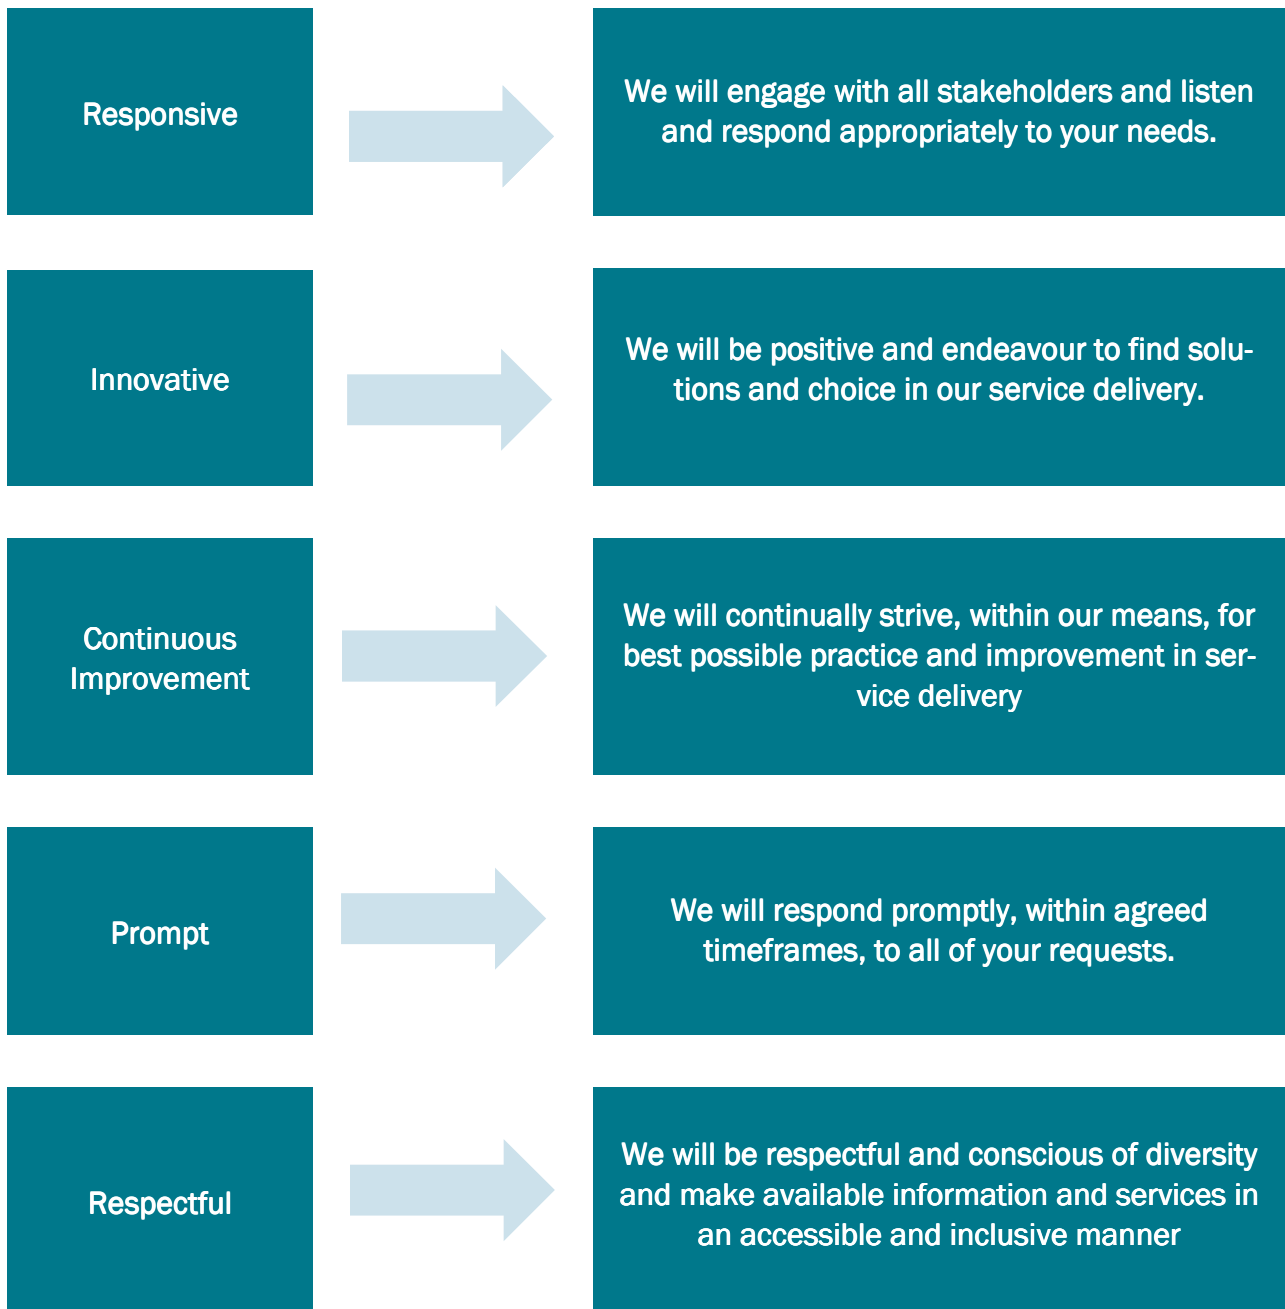 Responsive
We will engage with all stakeholders and listen
and respond appropriately to your needs.
Innovative
We will be positive and endeavour to find solu-
tions and choice in our service delivery.
Continuous
Improvement
We will continually strive, within our means, for
best possible practice and improvement in ser-
vice delivery
Prompt
We will respond promptly, within agreed
timeframes, to all of your requests.
Respectful
We will be respectful and conscious of diversity
and make available information and services in
an accessible and inclusive manner